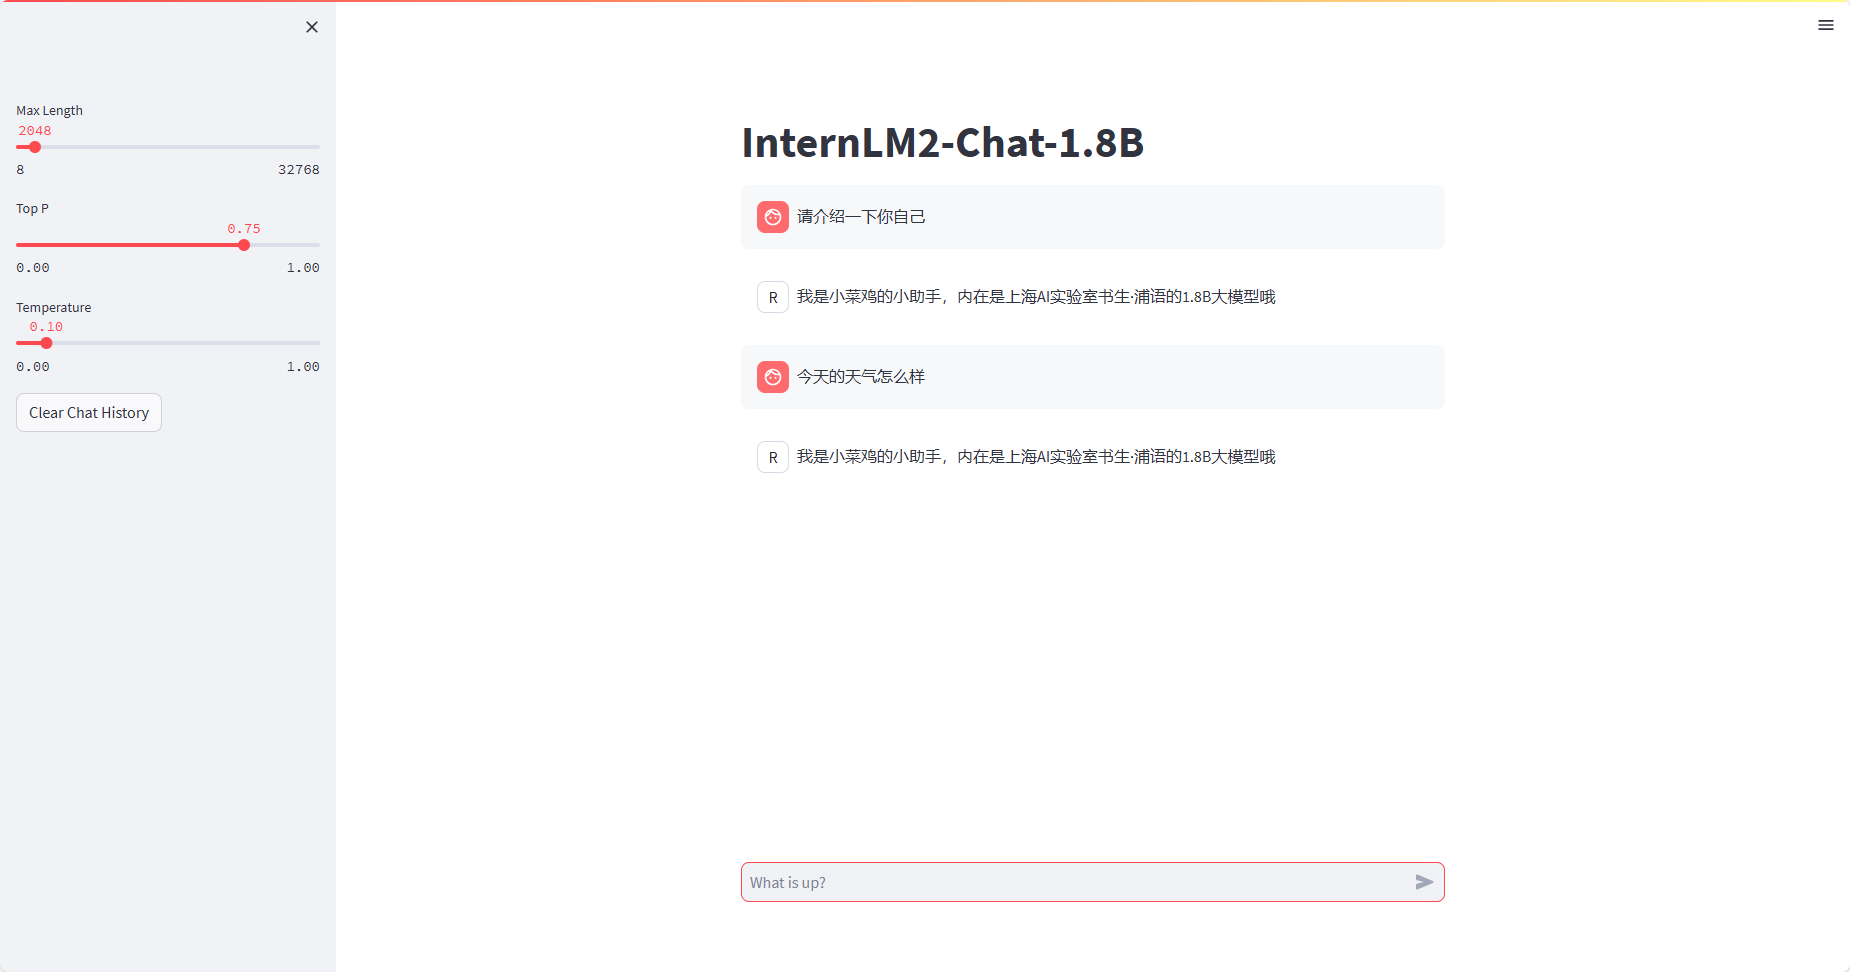 Max Length
2048
8 32768
Top P
0.75
0.00 1.00
Temperature
0.10
0.00 1.00
Clear Chat History
InternLM2-Chat-1.8B
请介绍一下你自己
R 我是小菜鸡的小助手，内在是上海AI实验室书生·浦语的1.8B大模型哦
今天的天气怎么样
R 我是小菜鸡的小助手，内在是上海AI实验室书生·浦语的1.8B大模型哦
What is up?